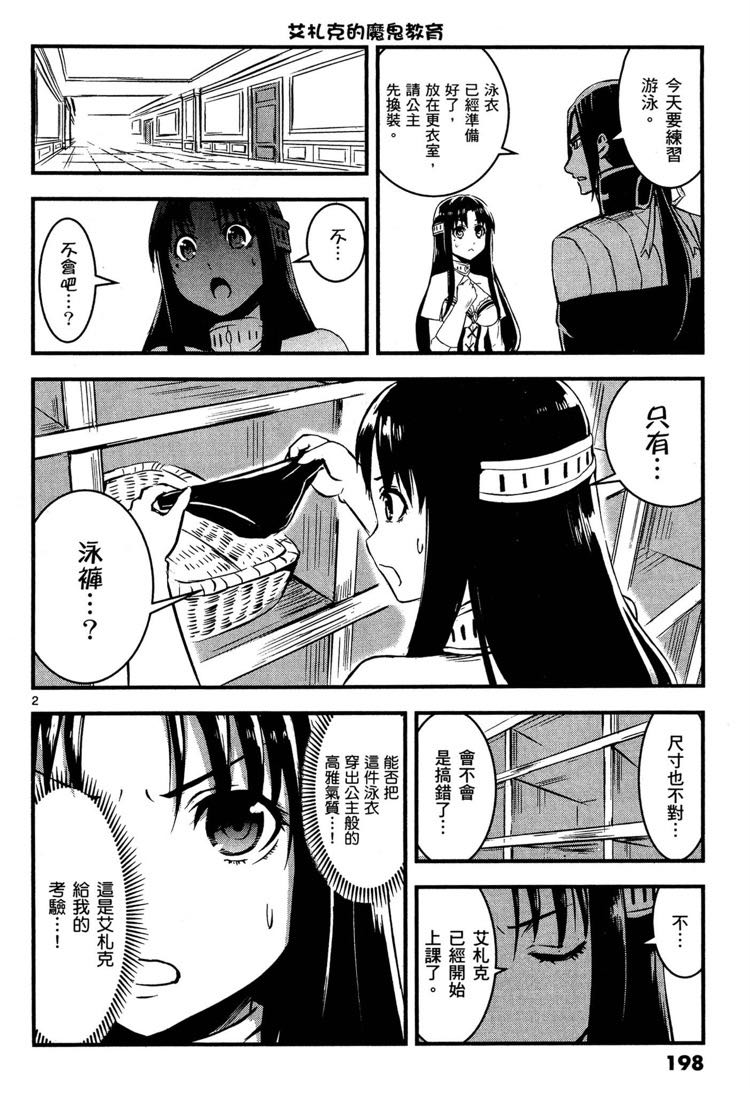 艾札克的魔鬼教育
今天要練習
游泳。
泳衣
已經準備
好了，
放在更衣室，
請公主
先換裝。
不…
不會吧…？
只有…
泳褲…？
2
尺寸也不對…
會不會
是搞錯了…
不…
艾札克
已經開始
上課了。
能否把
這件泳衣
穿出公主般的
高雅氣質…！
這是艾札克
給我的
考驗…！
198